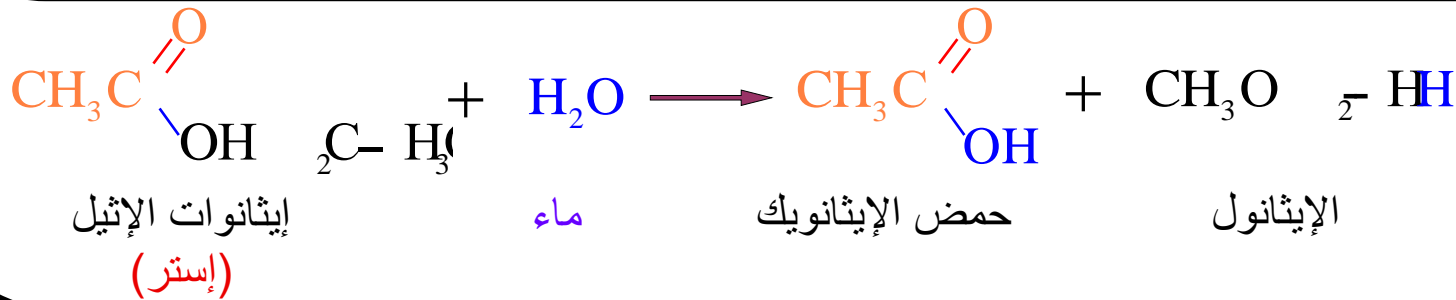 O O
CH₃C + H₂O → CH₃C + CH₃O ₂– HH
OH ₂C– H₃ OH
إيثانوات الإثيل ماء حمض الإيثانويك الإيثانول
(إستر)